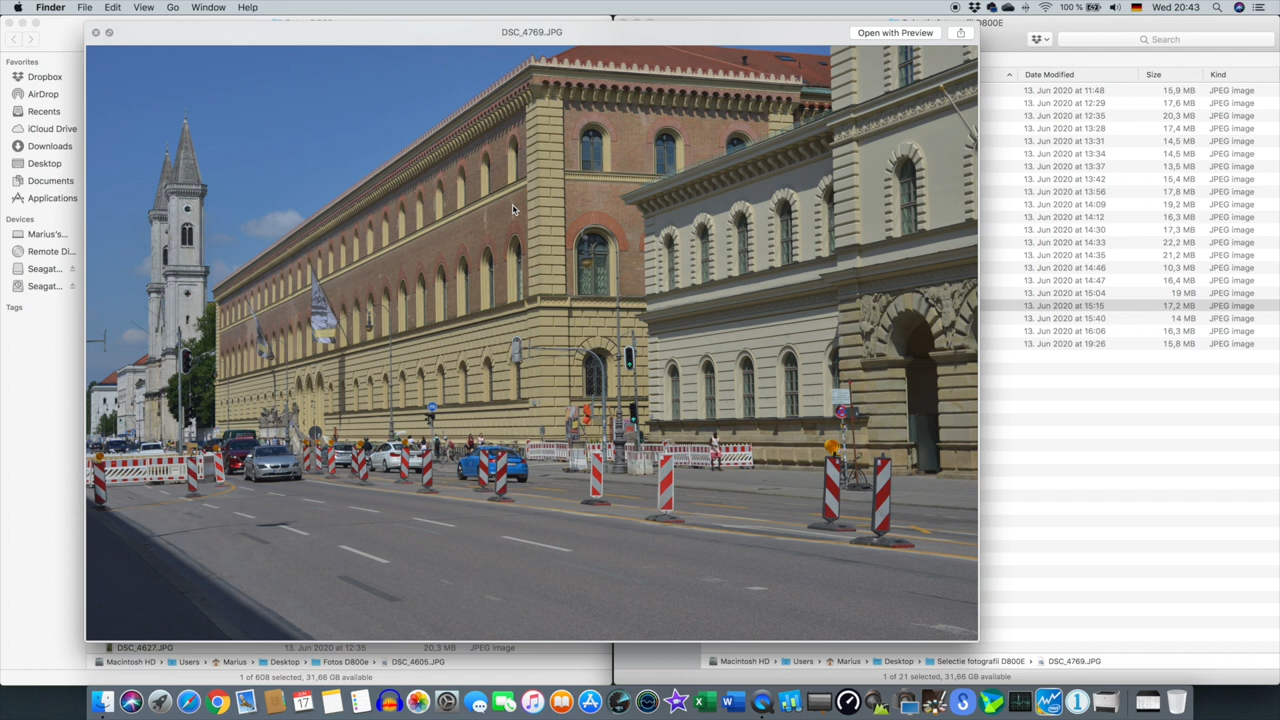 Finder File Edit View Go Window Help
100 % Wed 20:43
D800E
DSC_4769.JPG
Open with Preview
Search
Favorites
Dropbox
AirDrop
Recents
iCloud Drive
Downloads
Desktop
Documents
Applications
Devices
Marius's...
Remote Di...
Seagat...
Seagat...
Tags
Date Modified Size Kind
13. Jun 2020 at 11:48 15,9 MB JPEG image
13. Jun 2020 at 12:29 17,6 MB JPEG image
13. Jun 2020 at 12:35 20,3 MB JPEG image
13. Jun 2020 at 13:28 17,4 MB JPEG image
13. Jun 2020 at 13:31 14,5 MB JPEG image
13. Jun 2020 at 13:37 13,5 MB JPEG image
13. Jun 2020 at 13:42 15,4 MB JPEG image
13. Jun 2020 at 13:56 17,8 MB JPEG image
13. Jun 2020 at 14:09 19,2 MB JPEG image
13. Jun 2020 at 14:12 16,3 MB JPEG image
13. Jun 2020 at 14:30 17,3 MB JPEG image
13. Jun 2020 at 14:33 22,2 MB JPEG image
13. Jun 2020 at 14:35 21,2 MB JPEG image
13. Jun 2020 at 14:46 10,3 MB JPEG image
13. Jun 2020 at 14:47 16,4 MB JPEG image
13. Jun 2020 at 15:04 19 MB JPEG image
13. Jun 2020 at 15:15 17,2 MB JPEG image
13. Jun 2020 at 15:40 14 MB JPEG image
13. Jun 2020 at 16:06 16,3 MB JPEG image
13. Jun 2020 at 19:26 15,8 MB JPEG image
DSC_4627.JPG 13. Jun 2020 at 12:35 20,3 MB JPEG image
Macintosh HD Users Marius Desktop Fotos D800e DSC_4605.JPG
1 of 608 selected, 31,66 GB available
Macintosh HD Users Marius Desktop Selectie fotografii D800E DSC_4769.JPG
1 of 21 selected, 31,66 GB available
17